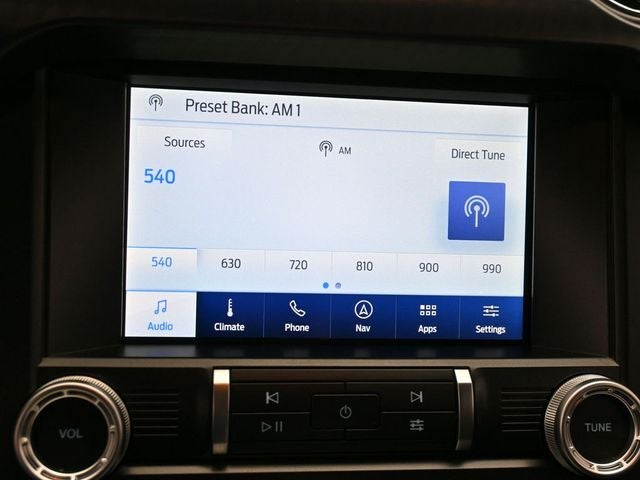 Preset Bank: AM 1
Sources
AM
Direct Tune
540
540 630 720 810 900 990
Audio Climate Phone Nav Apps Settings
VOL
TUNE